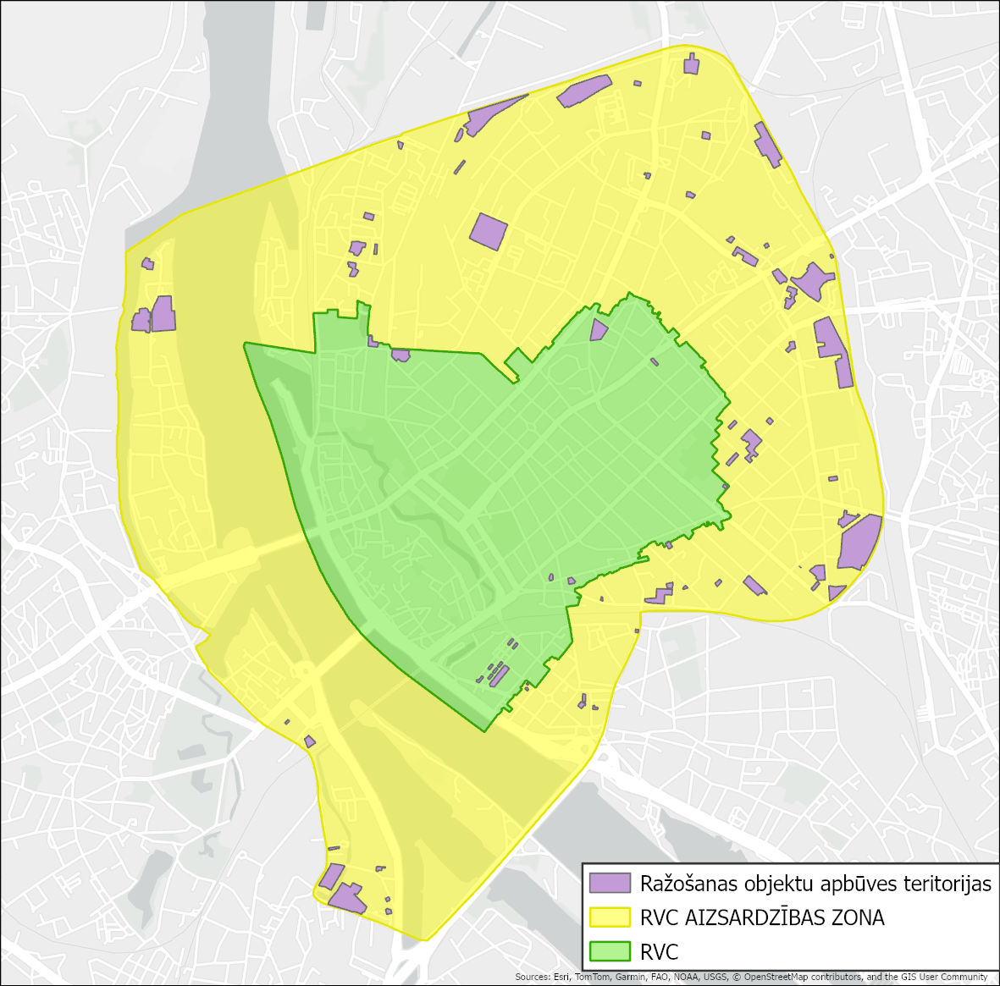 Ražošanas objektu apbūves teritorijas
RVC AIZSARDZĪBAS ZONA
RVC
Sources: Esri, TomTom, Garmin, FAO, NOAA, USGS, © OpenStreetMap contributors, and the GIS User Community